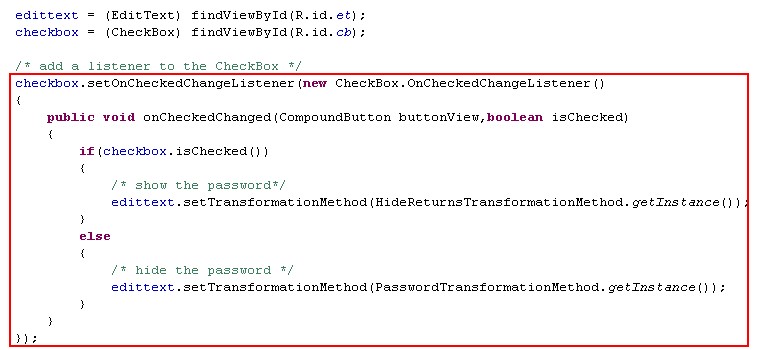 edittext = (EditText) findViewById(R.id.et);
checkbox = (CheckBox) findViewById(R.id.cb);
/* add a listener to the CheckBox */
checkbox.setOnCheckedChangeListener(new CheckBox.OnCheckedChangeListener()
{
public void onCheckedChanged(CompoundButton buttonView,boolean isChecked)
{
if(checkbox.isChecked())
{
/* show the password*/
edittext.setTransformationMethod(HideReturnsTransformationMethod.getInstance());
}
else
{
/* hide the password */
edittext.setTransformationMethod(PasswordTransformationMethod.getInstance());
}
}
});